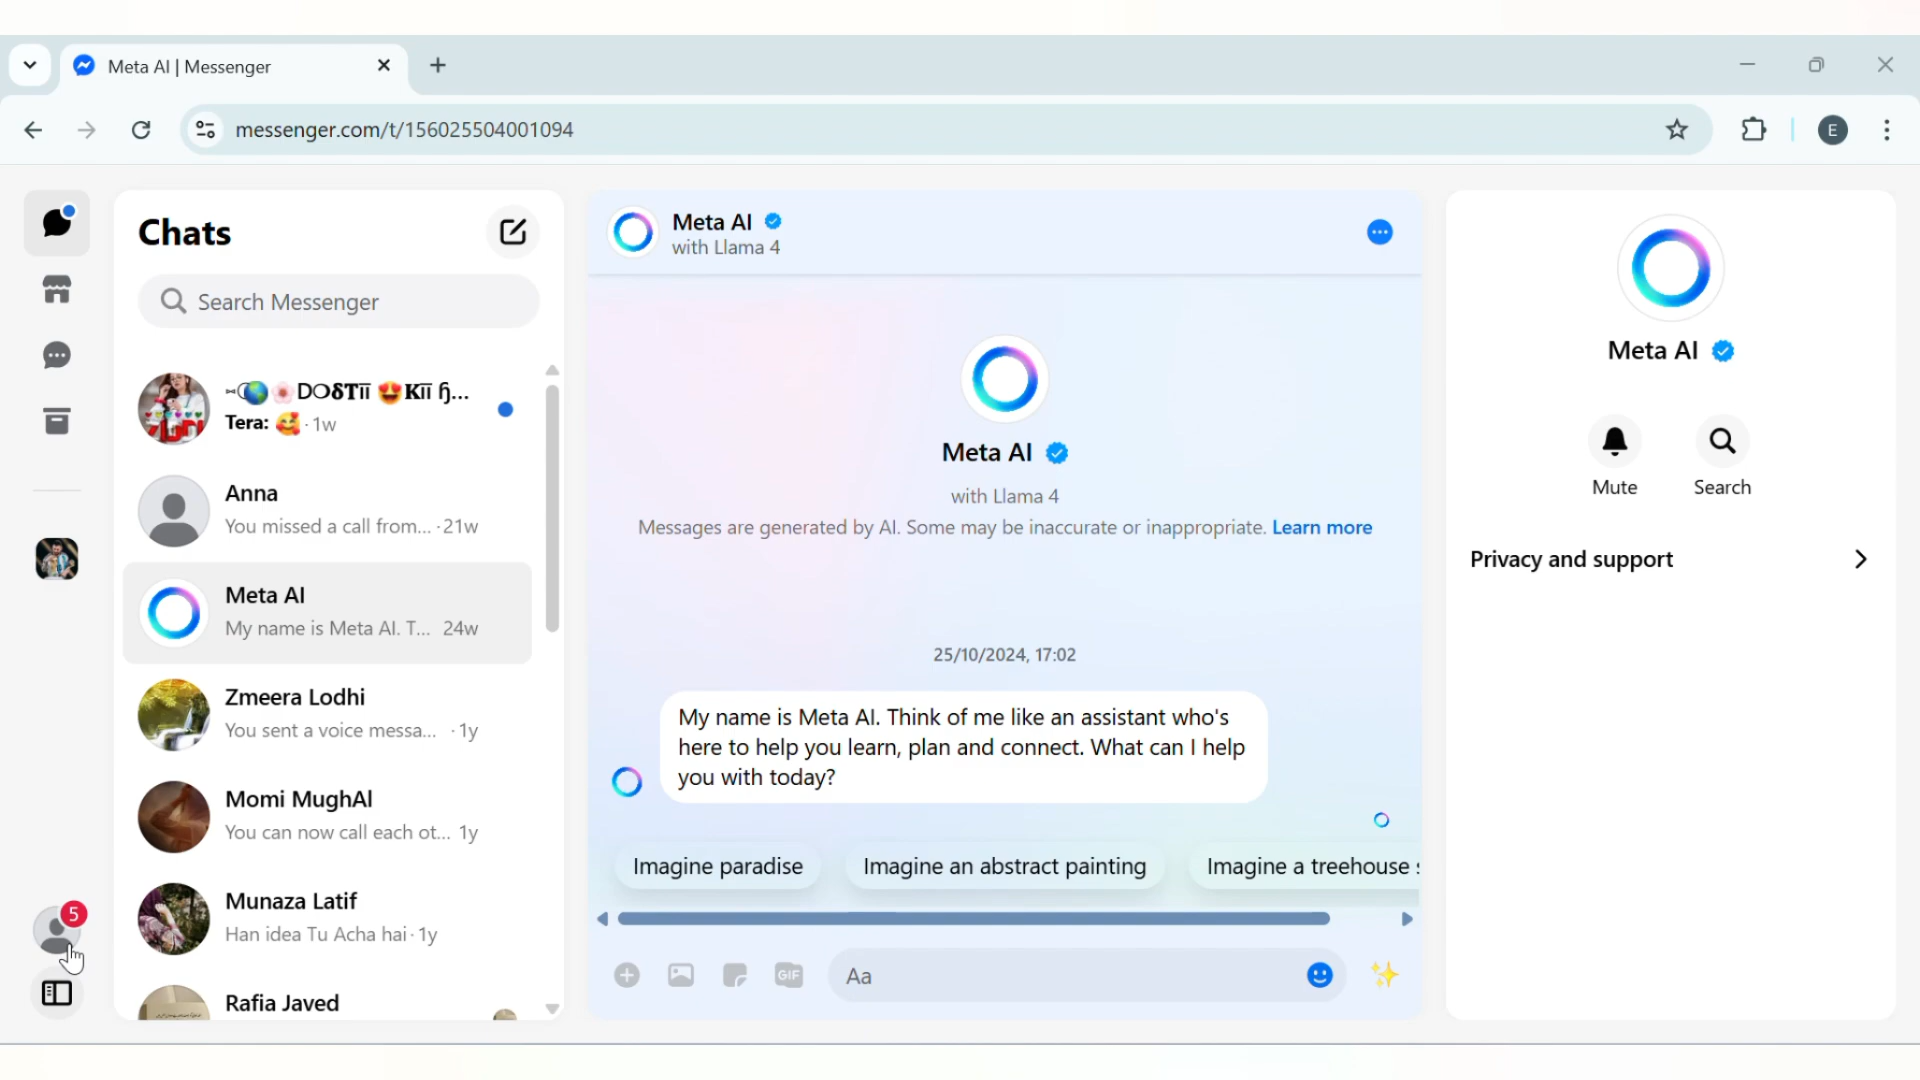 Meta AI | Messenger
messenger.com/t/156025504001094
E
Chats
Search Messenger
Tera: 🥰 · 1w
Anna
You missed a call from... · 21w
Meta AI
My name is Meta AI. T... 24w
Zmeera Lodhi
You sent a voice messa... · 1y
Momi MughAl
You can now call each ot... 1y
Munaza Latif
Han idea Tu Acha hai · 1y
Rafia Javed
5
Meta AI
with Llama 4
Meta AI
with Llama 4
Messages are generated by AI. Some may be inaccurate or inappropriate. Learn more
25/10/2024, 17:02
My name is Meta AI. Think of me like an assistant who's
here to help you learn, plan and connect. What can I help
you with today?
Imagine paradise
Imagine an abstract painting
Imagine a treehouse
GIF
Aa
Meta AI
Mute
Search
Privacy and support